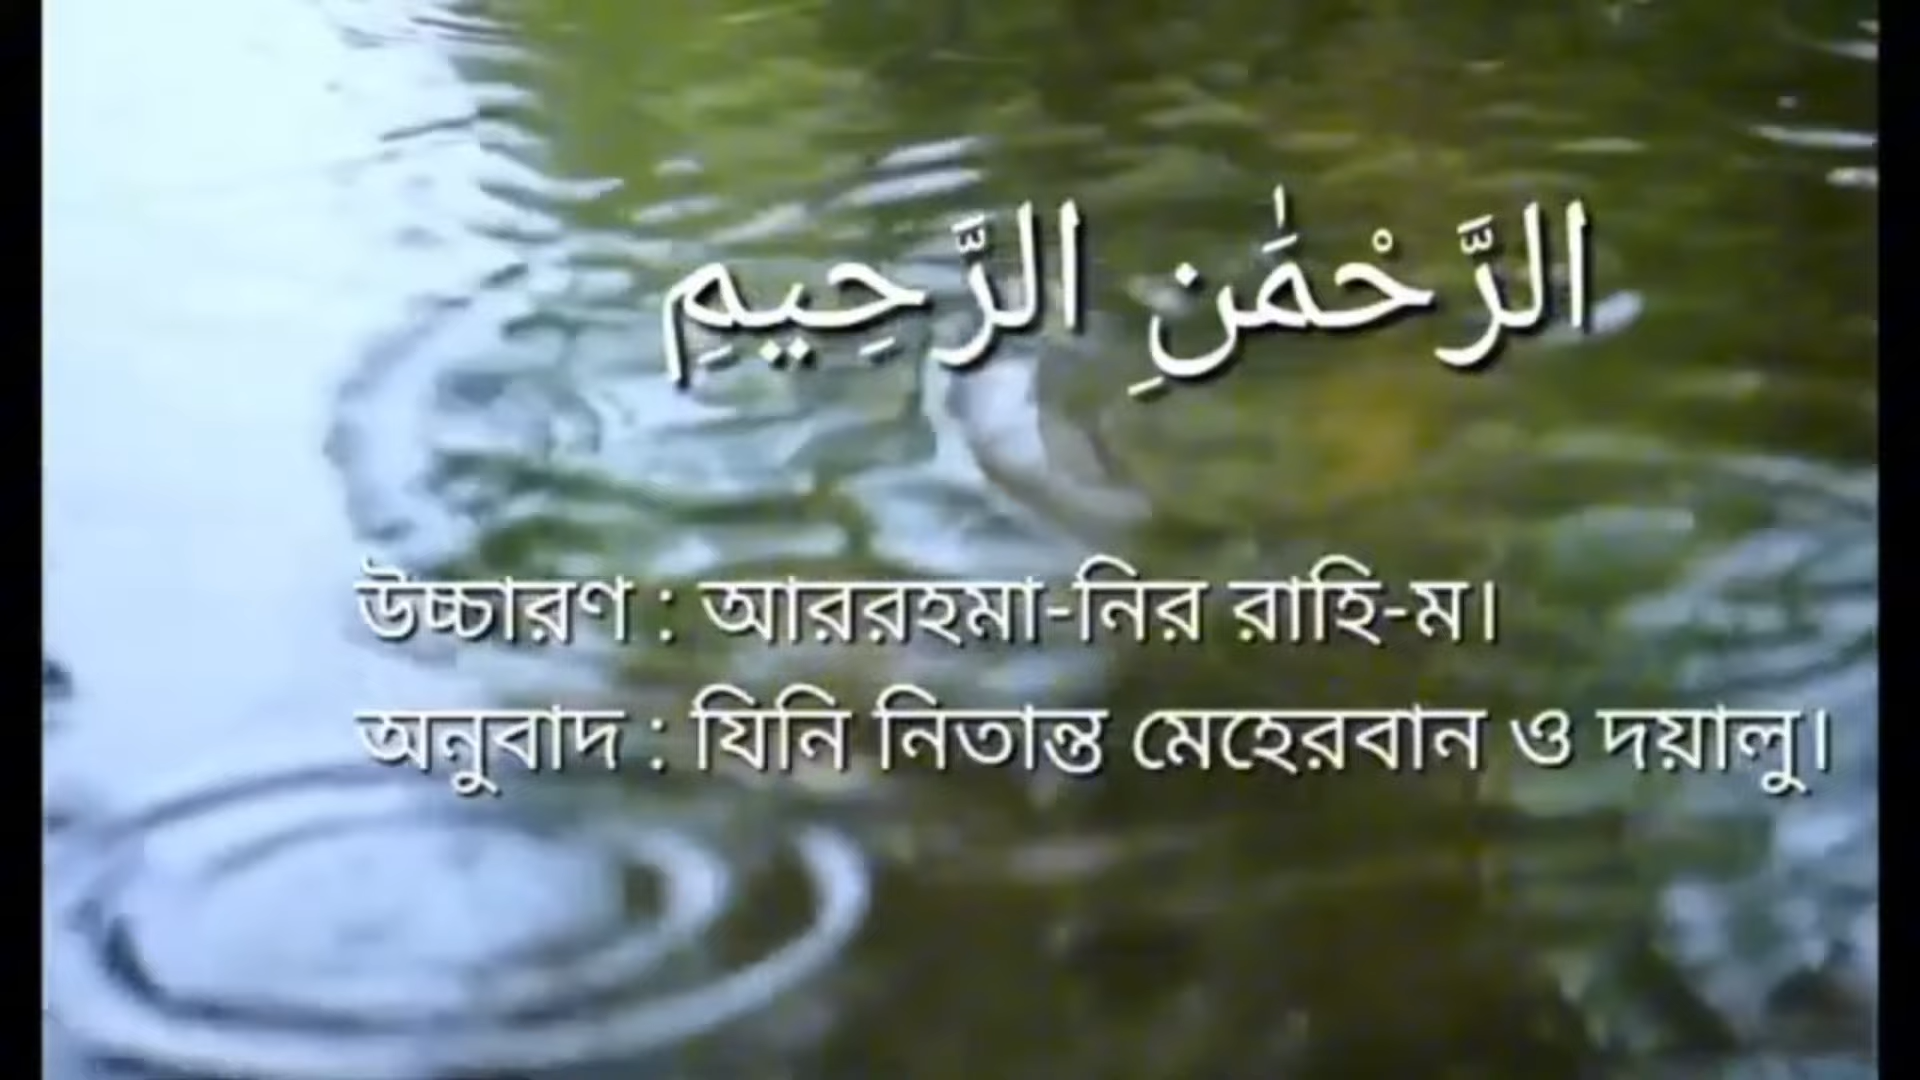 الرَّحْمَٰنِ الرَّحِيمِ
উচ্চারণ : আররহমা-নির রাহি-ম।
অনুবাদ : যিনি নিতান্ত মেহেরবান ও দয়ালু।